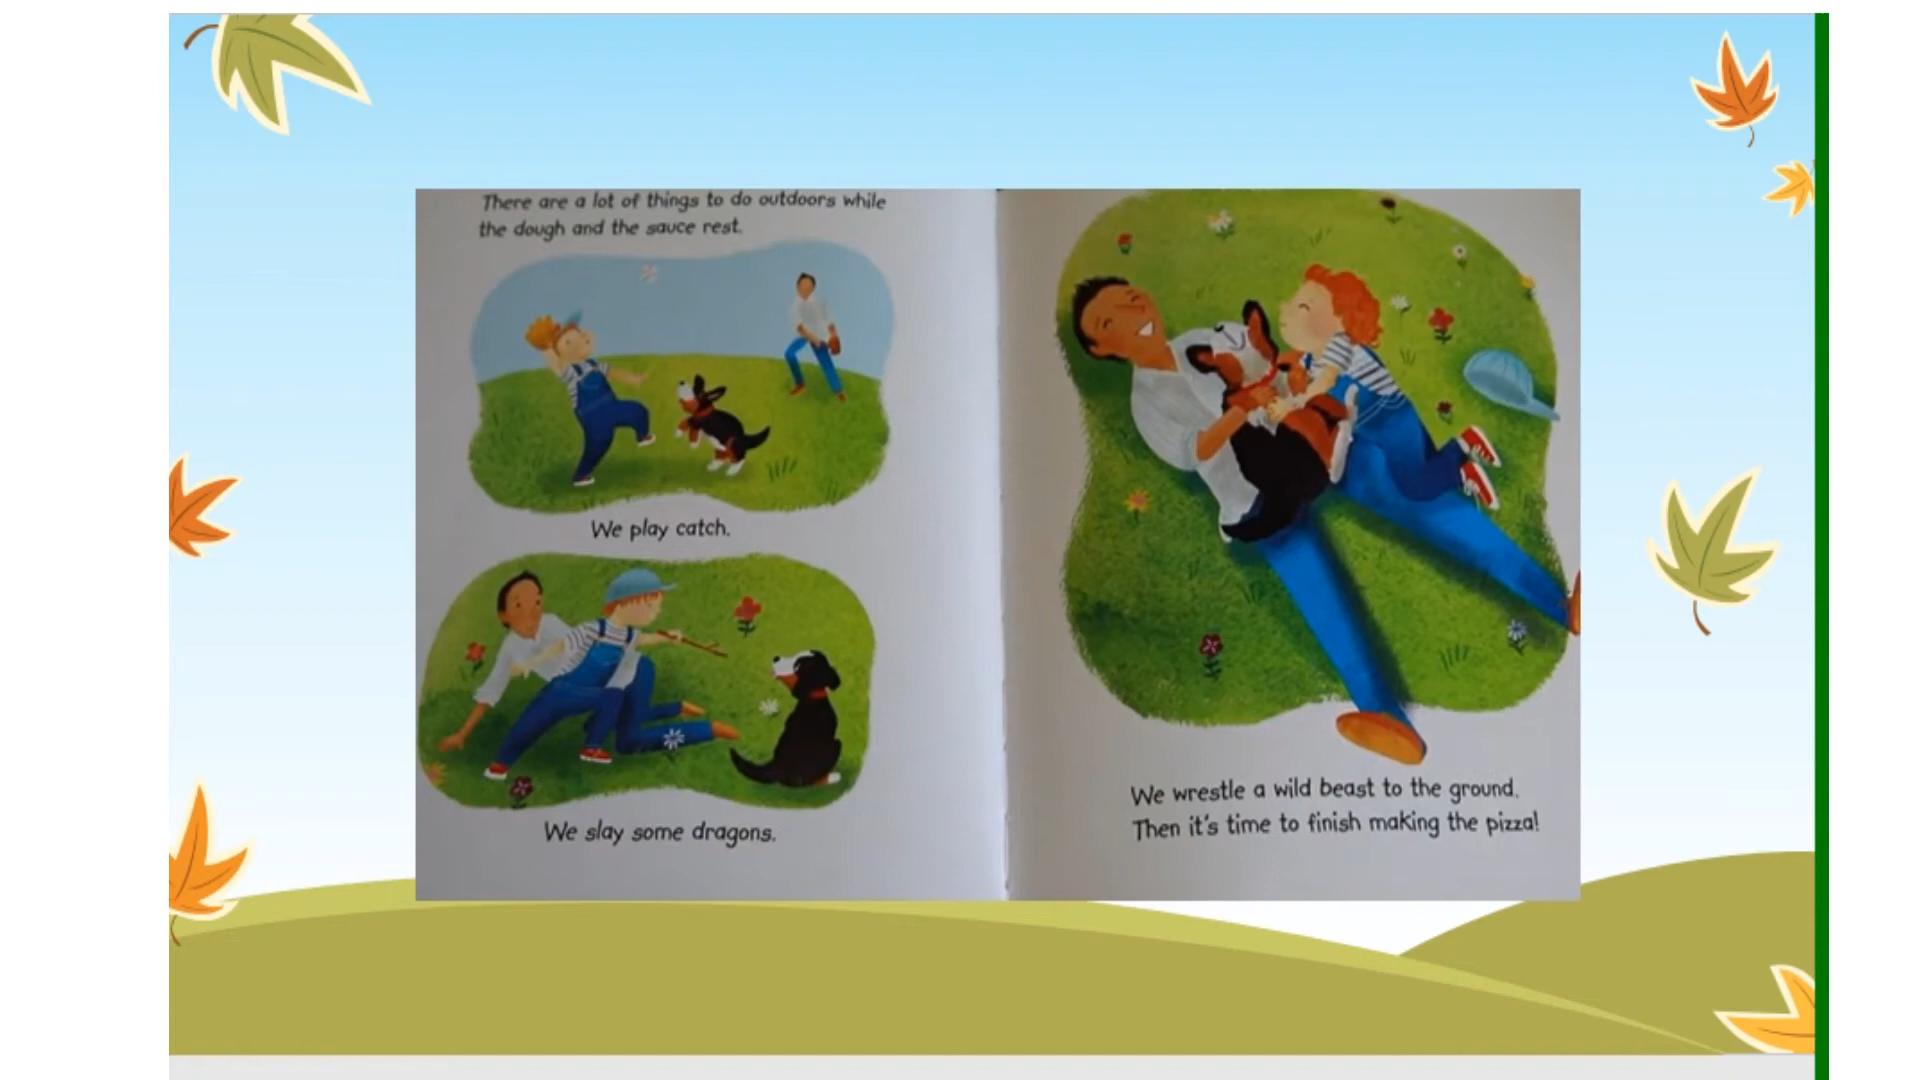 There are a lot of things to do outdoors while
the dough and the sauce rest.
We play catch.
We slay some dragons.
We wrestle a wild beast to the ground.
Then it's time to finish making the pizza!